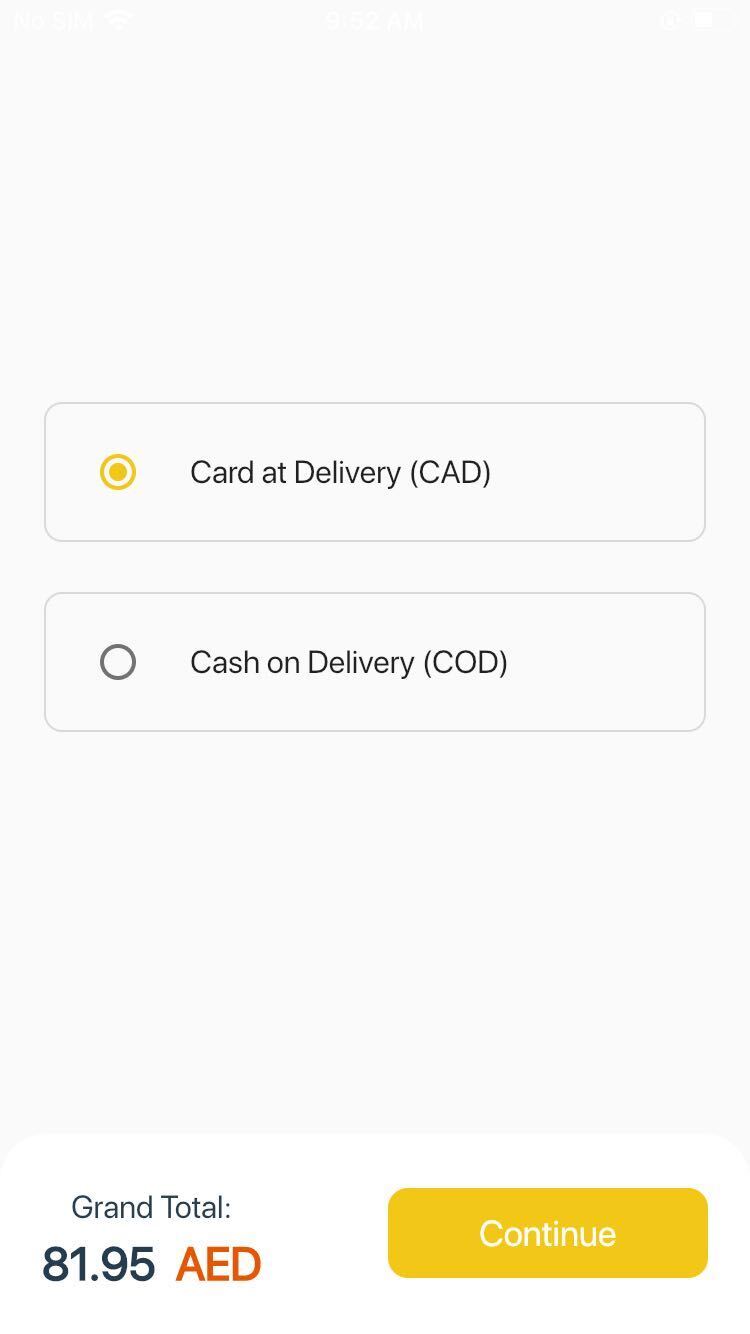 No SIM 9:52 AM
Card at Delivery (CAD)
Cash on Delivery (COD)
Grand Total:
81.95 AED
Continue